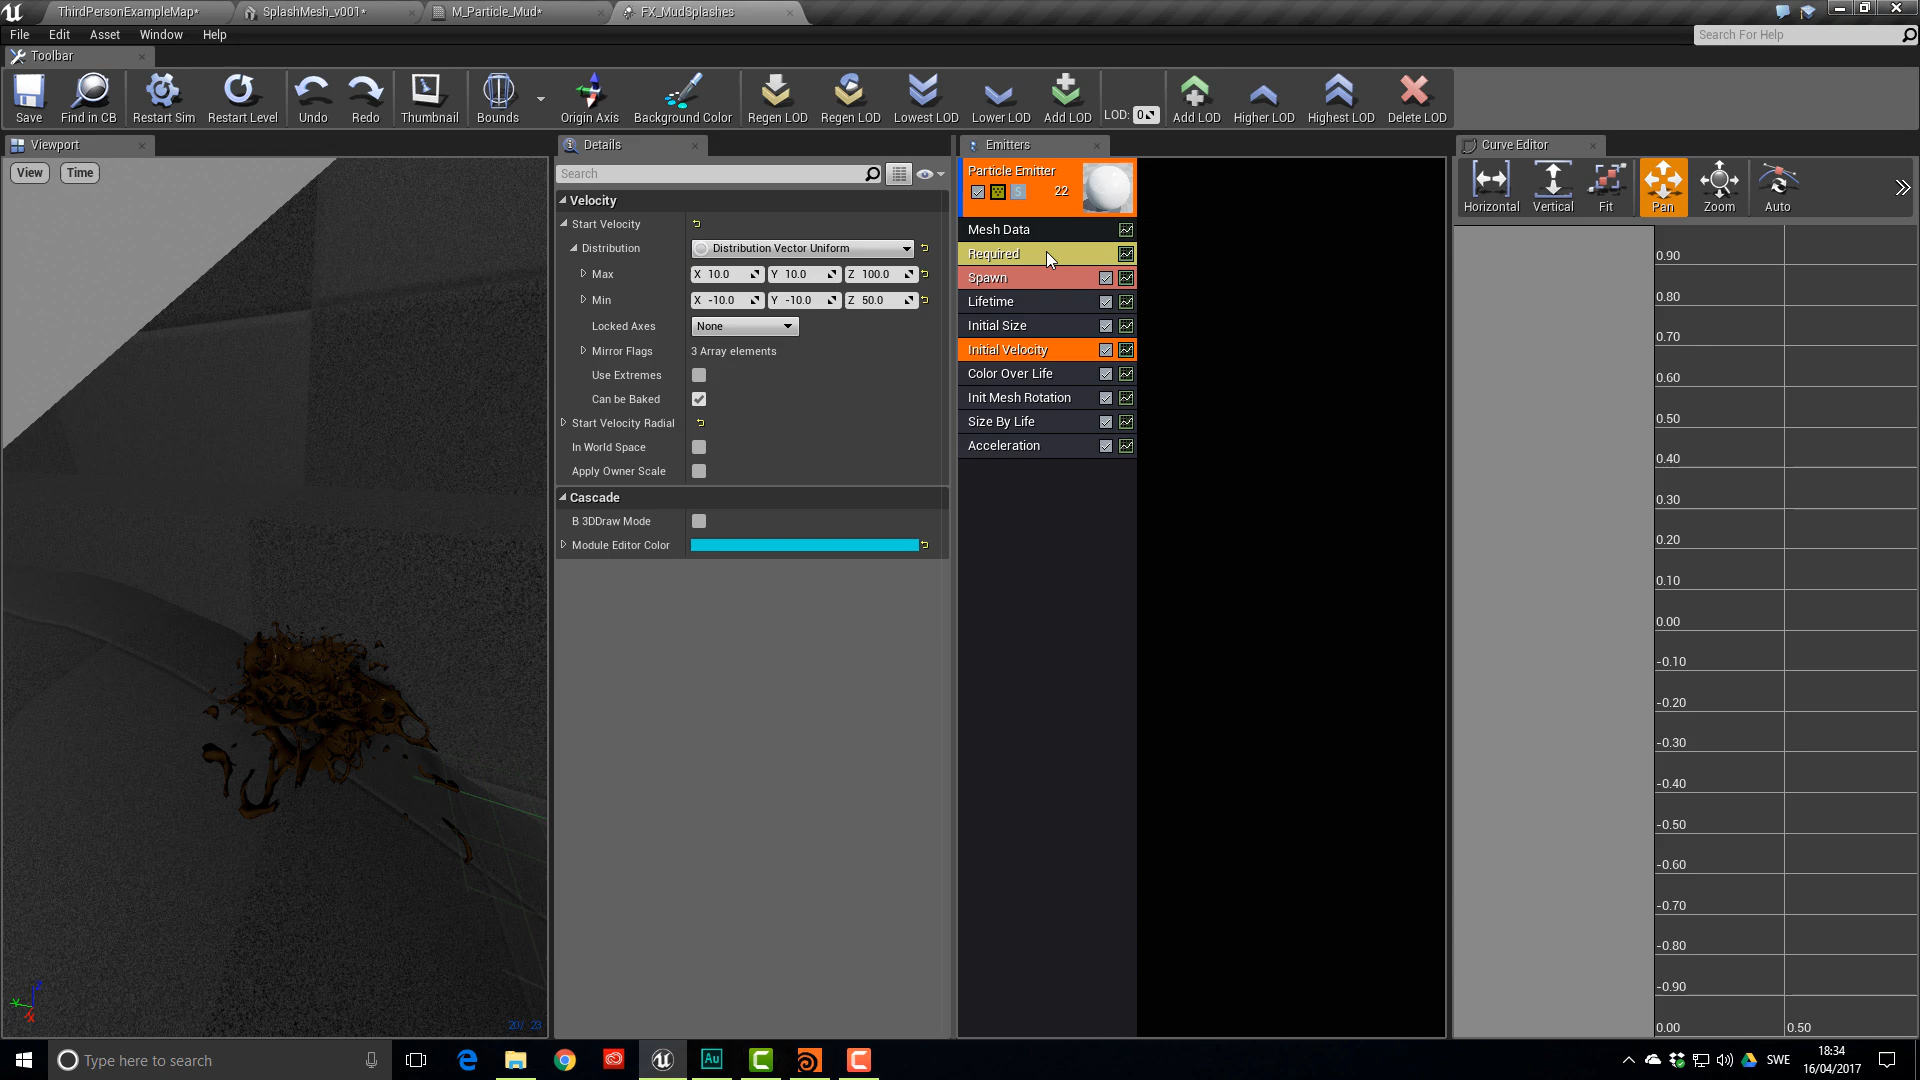 ThirdPersonExampleMap*
SplashMesh_v001*
M_Particle_Mud*
FX_MudSplashes
File Edit Asset Window Help
Search For Help
Toolbar
Save
Find in CB
Restart Sim
Restart Level
Undo
Redo
Thumbnail
Bounds
Origin Axis
Background Color
Regen LOD
Regen LOD
Lowest LOD
Lower LOD
Add LOD
LOD: 0
Add LOD
Higher LOD
Highest LOD
Delete LOD
Viewport
View Time
20/ 23
Details
Search
Velocity
Start Velocity
Distribution Distribution Vector Uniform
Max X 10.0 Y 10.0 Z 100.0
Min X -10.0 Y -10.0 Z 50.0
Locked Axes None
Mirror Flags 3 Array elements
Use Extremes
Can be Baked
Start Velocity Radial
In World Space
Apply Owner Scale
Cascade
B 3DDraw Mode
Module Editor Color
Emitters
Particle Emitter
S 22
Mesh Data
Required
Spawn
Lifetime
Initial Size
Initial Velocity
Color Over Life
Init Mesh Rotation
Size By Life
Acceleration
Curve Editor
Horizontal
Vertical
Fit
Pan
Zoom
Auto
0.90
0.80
0.70
0.60
0.50
0.40
0.30
0.20
0.10
0.00
-0.10
-0.20
-0.30
-0.40
-0.50
-0.60
-0.70
-0.80
-0.90
0.00 0.50
Type here to search
Au
SWE
18:34
16/04/2017